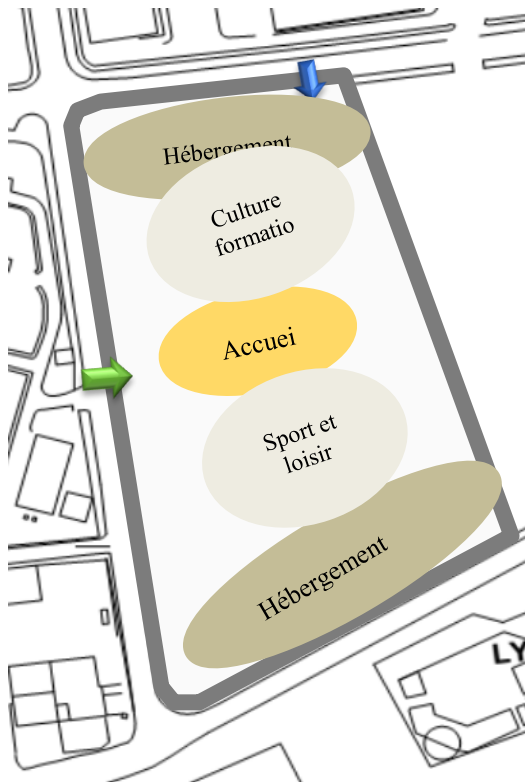 Hébergement
Culture
formatio
Accuei
Sport et
loisir
Hébergement
LY